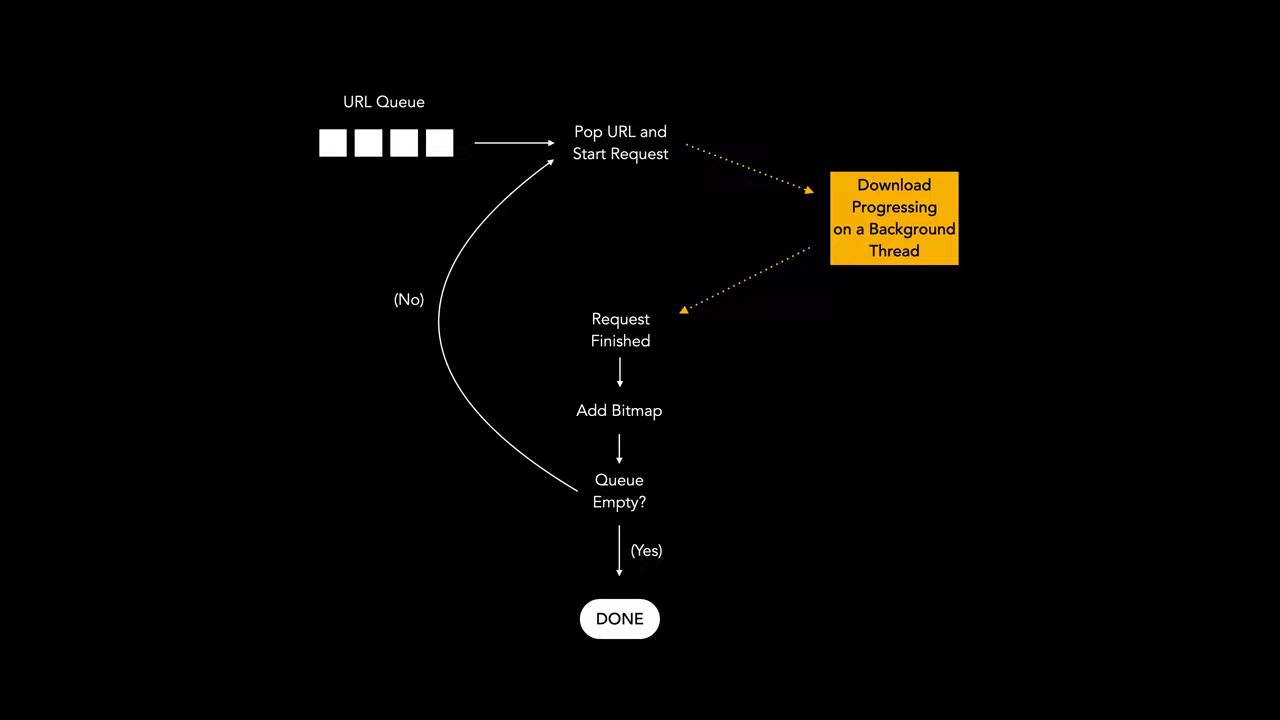 URL Queue
Pop URL and
Start Request
Download
Progressing
on a Background
Thread
(No)
Request
Finished
Add Bitmap
Queue
Empty?
(Yes)
DONE